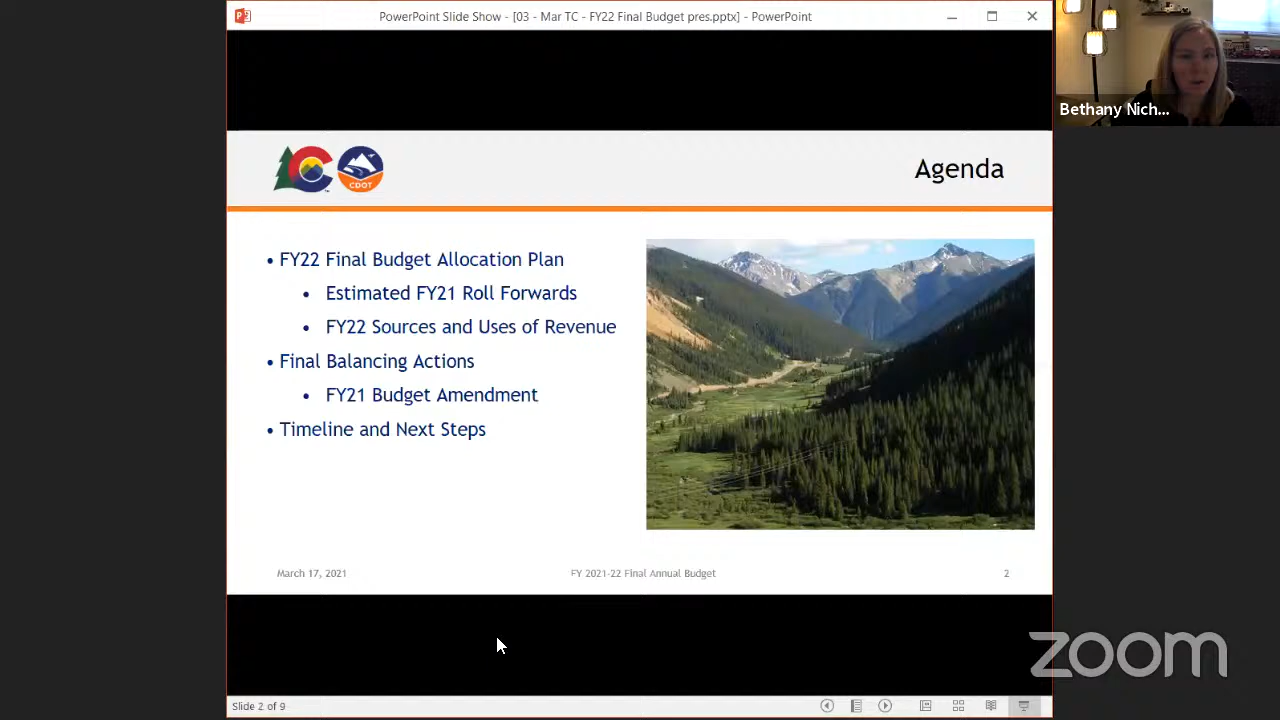 PowerPoint Slide Show - [03 - Mar TC - FY22 Final Budget pres.pptx] - PowerPoint
Bethany Nich...
CDOT
Agenda
• FY22 Final Budget Allocation Plan
• Estimated FY21 Roll Forwards
• FY22 Sources and Uses of Revenue
• Final Balancing Actions
• FY21 Budget Amendment
• Timeline and Next Steps
March 17, 2021
FY 2021-22 Final Annual Budget
2
zoom
Slide 2 of 9